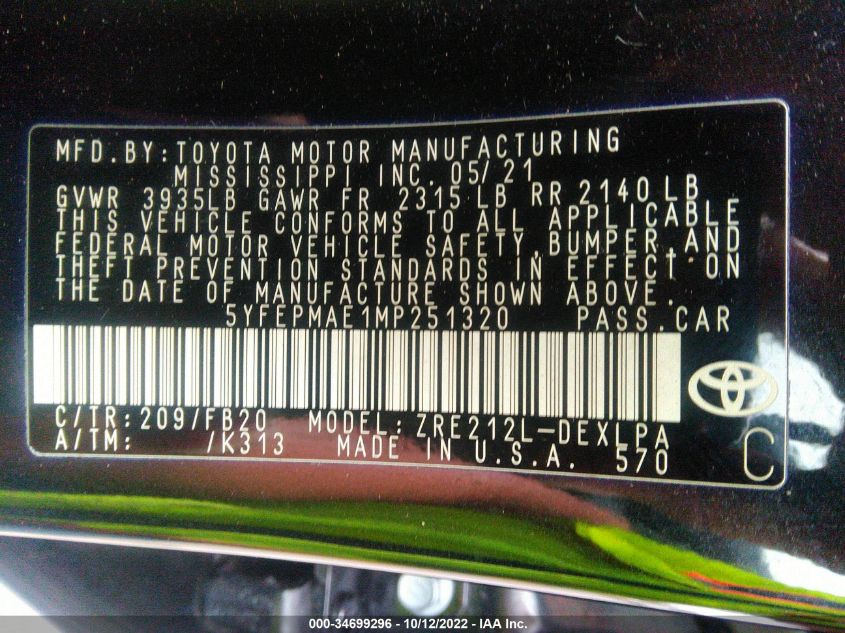 MFD.BY:TOYOTA MOTOR MANUFACTURING
MISSISSIPPI INC. 05/21
GVWR 3935LB GAWR FR 2315 LB RR 2140LB
THIS VEHICLE CONFORMS TO ALL APPLICABLE
FEDERAL MOTOR VEHICLE SAFETY,BUMPER,AND
THEFT PREVENTION STANDARDS IN EFFECT ON
THE DATE OF MANUFACTURE SHOWN ABOVE.
5YFEPMAE1MP251320 PASS.CAR
C/TR:209/FB20 MODEL:ZRE212L-DEXLPA
A/TM: /K313 MADE IN U.S.A. 570
C
000-34699296 - 10/12/2022 - IAA Inc.